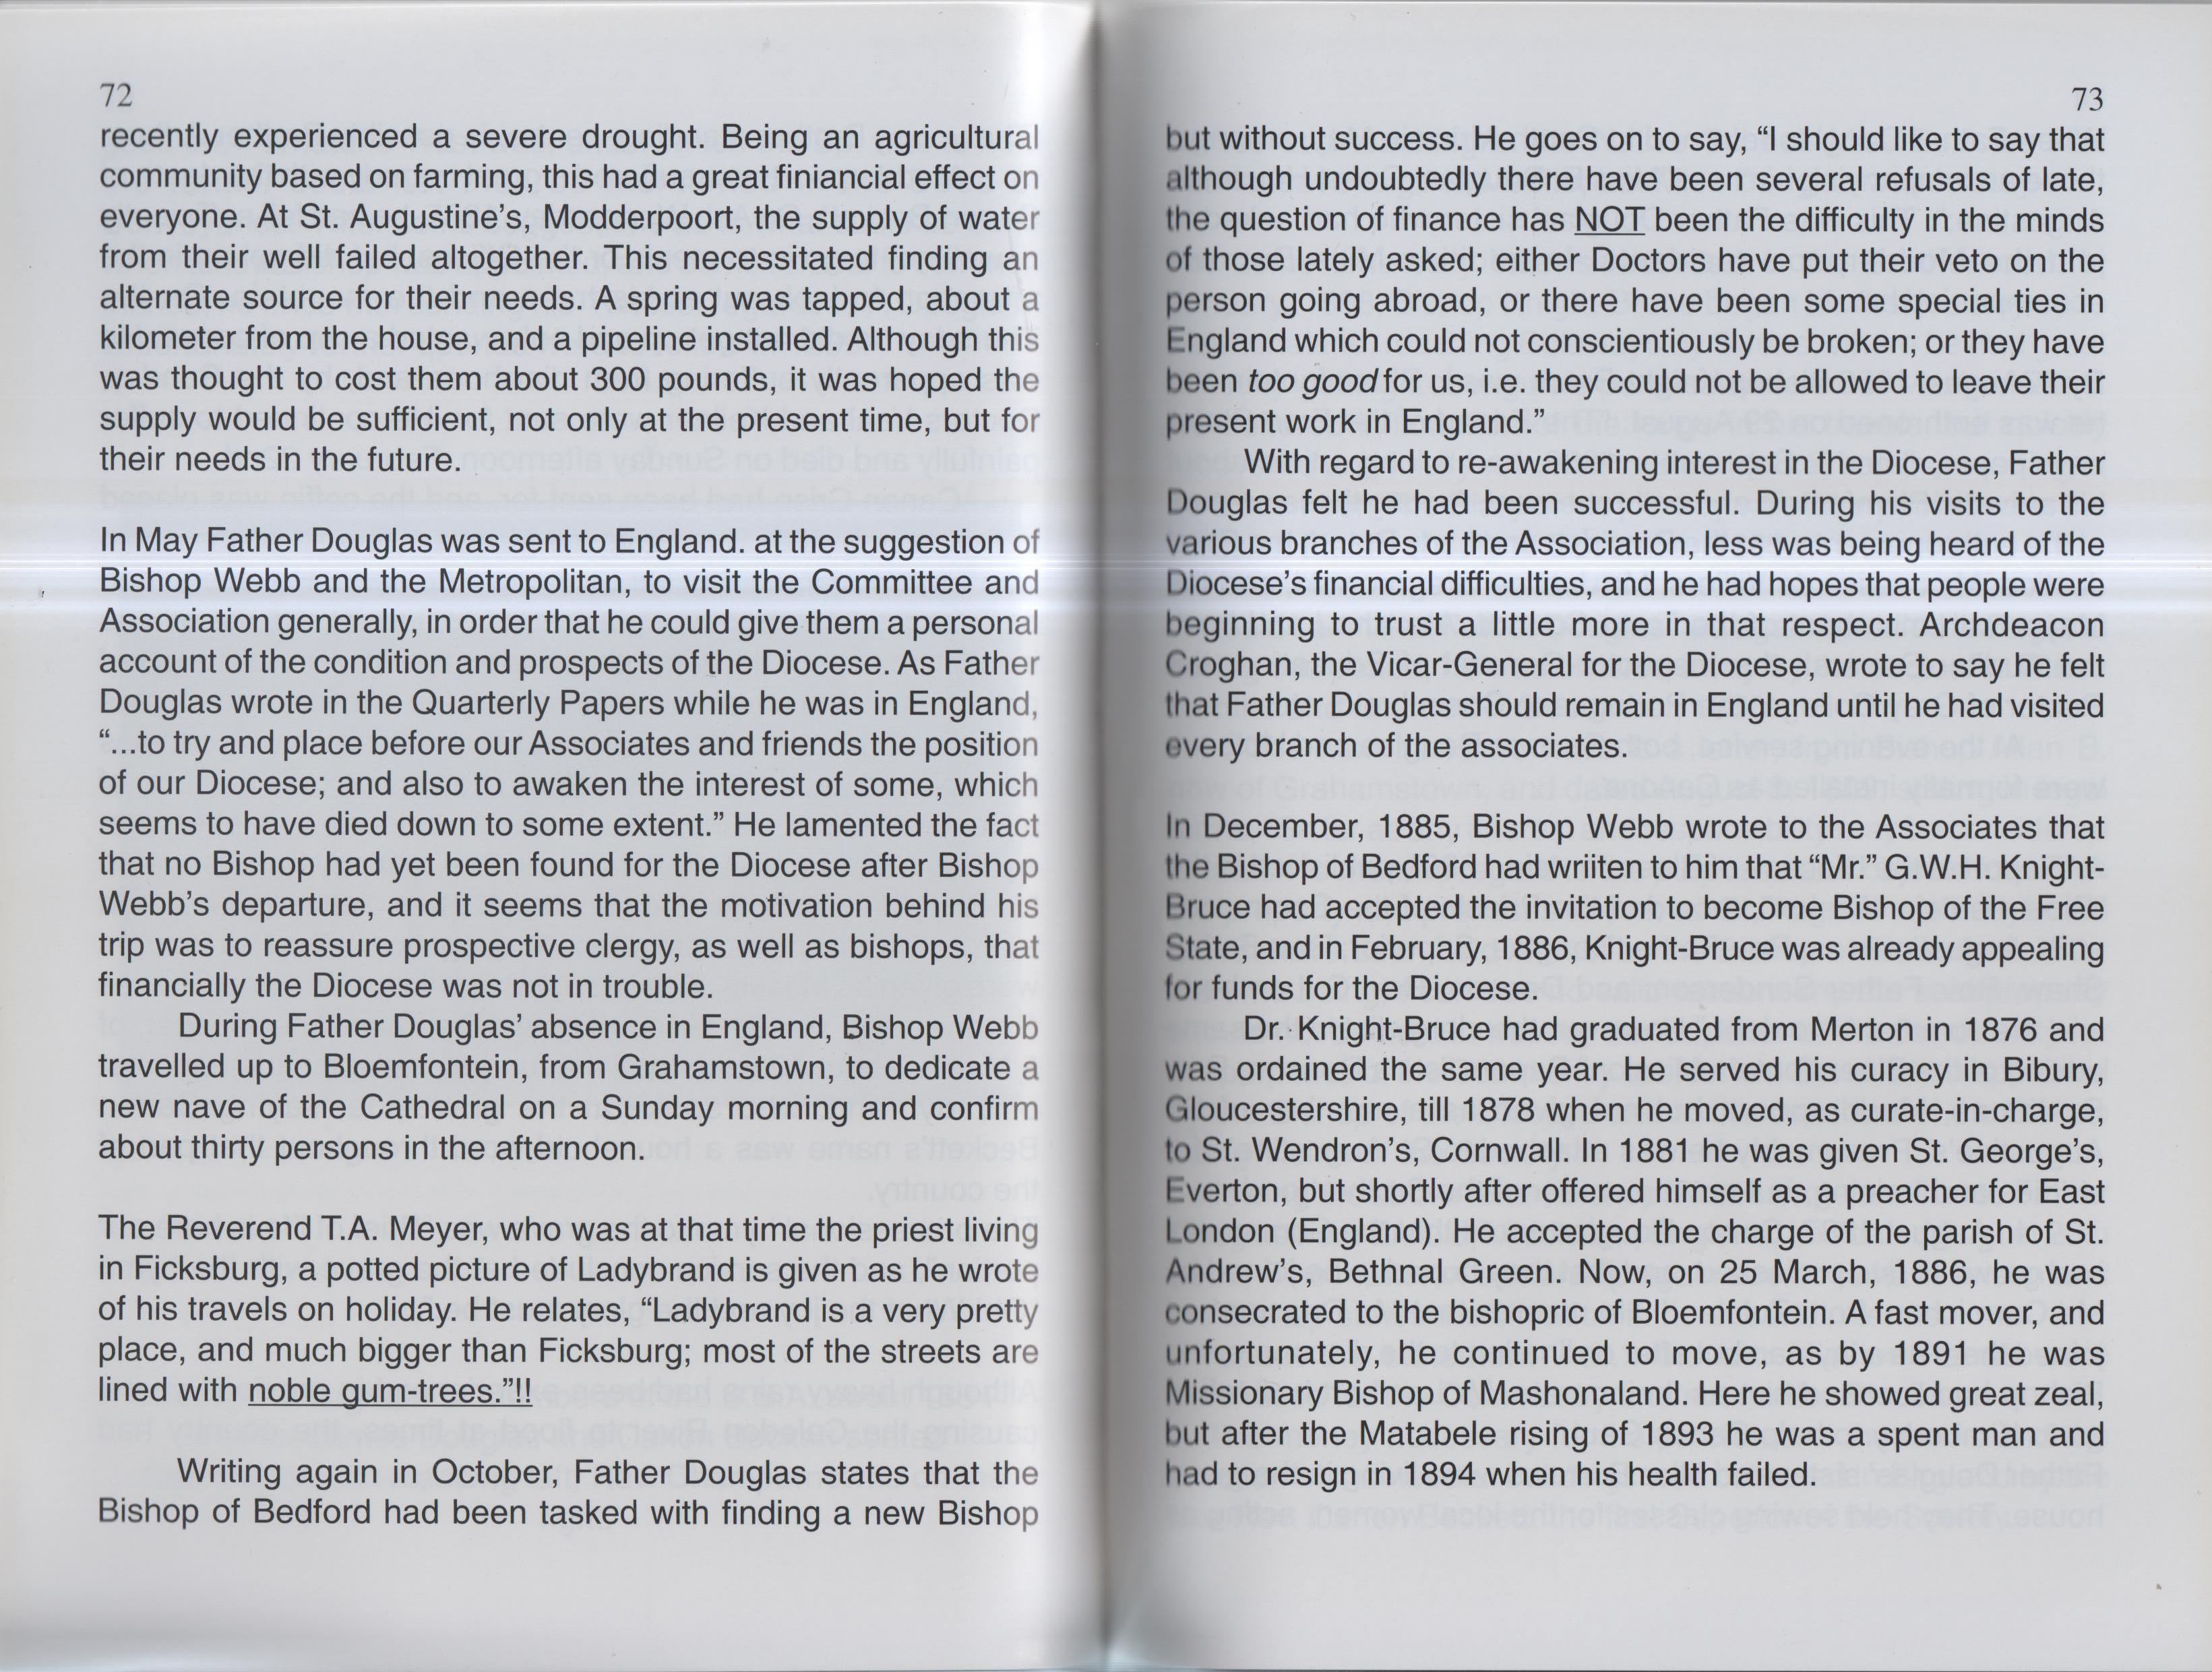 72
recently experienced a severe drought. Being an agricultural
community based on farming, this had a great finiancial effect on
everyone. At St. Augustine's, Modderpoort, the supply of water
from their well failed altogether. This necessitated finding an
alternate source for their needs. A spring was tapped, about a
kilometer from the house, and a pipeline installed. Although this
was thought to cost them about 300 pounds, it was hoped the
supply would be sufficient, not only at the present time, but for
their needs in the future.
In May Father Douglas was sent to England. at the suggestion of
Bishop Webb and the Metropolitan, to visit the Committee and
Association generally, in order that he could give them a personal
account of the condition and prospects of the Diocese. As Father
Douglas wrote in the Quarterly Papers while he was in England,
“...to try and place before our Associates and friends the position
of our Diocese; and also to awaken the interest of some, which
seems to have died down to some extent.” He lamented the fact
that no Bishop had yet been found for the Diocese after Bishop
Webb's departure, and it seems that the motivation behind his
trip was to reassure prospective clergy, as well as bishops, that
financially the Diocese was not in trouble.
During Father Douglas' absence in England, Bishop Webb
travelled up to Bloemfontein, from Grahamstown, to dedicate a
new nave of the Cathedral on a Sunday morning and confirm
about thirty persons in the afternoon.
The Reverend T.A. Meyer, who was at that time the priest living
in Ficksburg, a potted picture of Ladybrand is given as he wrote
of his travels on holiday. He relates, “Ladybrand is a very pretty
place, and much bigger than Ficksburg; most of the streets are
lined with noble gum-trees.”!!
Writing again in October, Father Douglas states that the
Bishop of Bedford had been tasked with finding a new Bishop
73
but without success. He goes on to say, “I should like to say that
although undoubtedly there have been several refusals of late,
the question of finance has NOT been the difficulty in the minds
of those lately asked; either Doctors have put their veto on the
person going abroad, or there have been some special ties in
England which could not conscientiously be broken; or they have
been too good for us, i.e. they could not be allowed to leave their
present work in England.”
With regard to re-awakening interest in the Diocese, Father
Douglas felt he had been successful. During his visits to the
various branches of the Association, less was being heard of the
Diocese's financial difficulties, and he had hopes that people were
beginning to trust a little more in that respect. Archdeacon
Croghan, the Vicar-General for the Diocese, wrote to say he felt
that Father Douglas should remain in England until he had visited
every branch of the associates.
In December, 1885, Bishop Webb wrote to the Associates that
the Bishop of Bedford had wriiten to him that “Mr.” G.W.H. Knight-
Bruce had accepted the invitation to become Bishop of the Free
State, and in February, 1886, Knight-Bruce was already appealing
for funds for the Diocese.
Dr. Knight-Bruce had graduated from Merton in 1876 and
was ordained the same year. He served his curacy in Bibury,
Gloucestershire, till 1878 when he moved, as curate-in-charge,
to St. Wendron's, Cornwall. In 1881 he was given St. George's,
Everton, but shortly after offered himself as a preacher for East
London (England). He accepted the charge of the parish of St.
Andrew's, Bethnal Green. Now, on 25 March, 1886, he was
consecrated to the bishopric of Bloemfontein. A fast mover, and
unfortunately, he continued to move, as by 1891 he was
Missionary Bishop of Mashonaland. Here he showed great zeal,
but after the Matabele rising of 1893 he was a spent man and
had to resign in 1894 when his health failed.